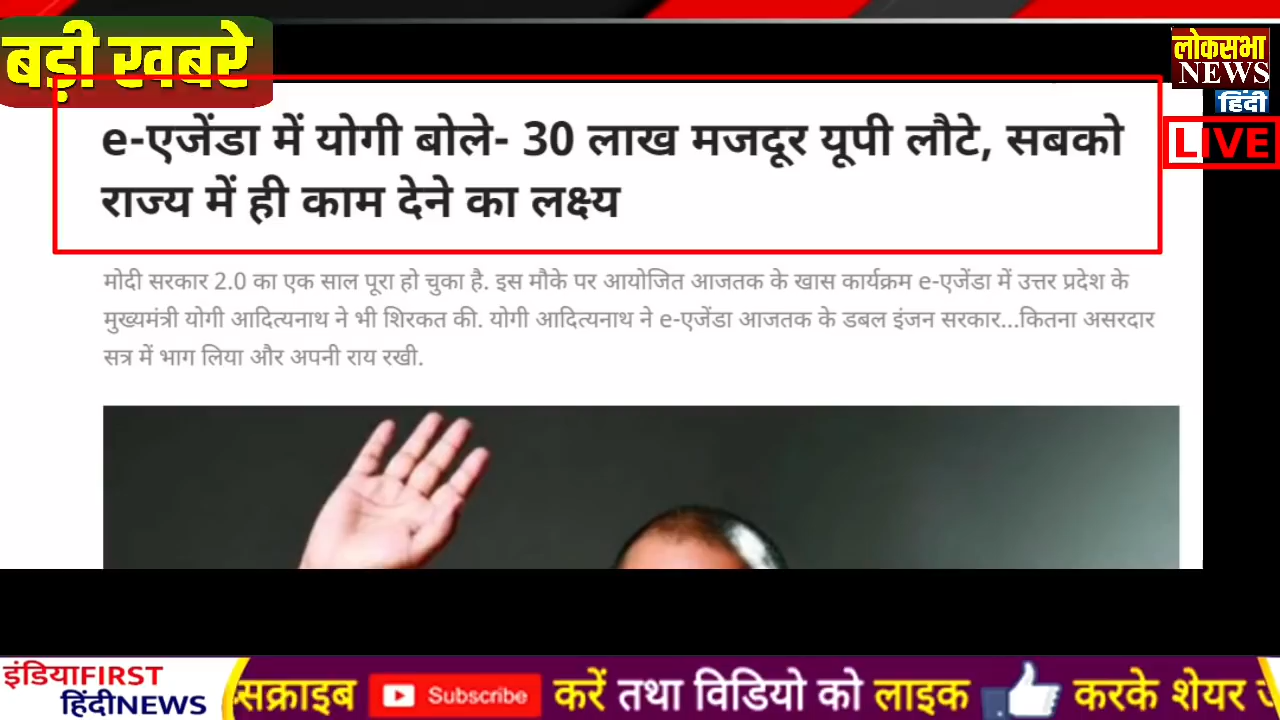 बड़ी खबरे
लोकसभा
NEWS
हिंदी
LIVE
e-एजेंडा में योगी बोले- 30 लाख मजदूर यूपी लौटे, सबको
राज्य में ही काम देने का लक्ष्य
मोदी सरकार 2.0 का एक साल पूरा हो चुका है. इस मौके पर आयोजित आजतक के खास कार्यक्रम e-एजेंडा में उत्तर प्रदेश के
मुख्यमंत्री योगी आदित्यनाथ ने भी शिरकत की. योगी आदित्यनाथ ने e-एजेंडा आजतक के डबल इंजन सरकार...कितना असरदार
सत्र में भाग लिया और अपनी राय रखी.
इंडियाFIRST
हिंदीNEWS
सक्राइब Subscribe करें तथा विडियो को लाइक करके शेयर